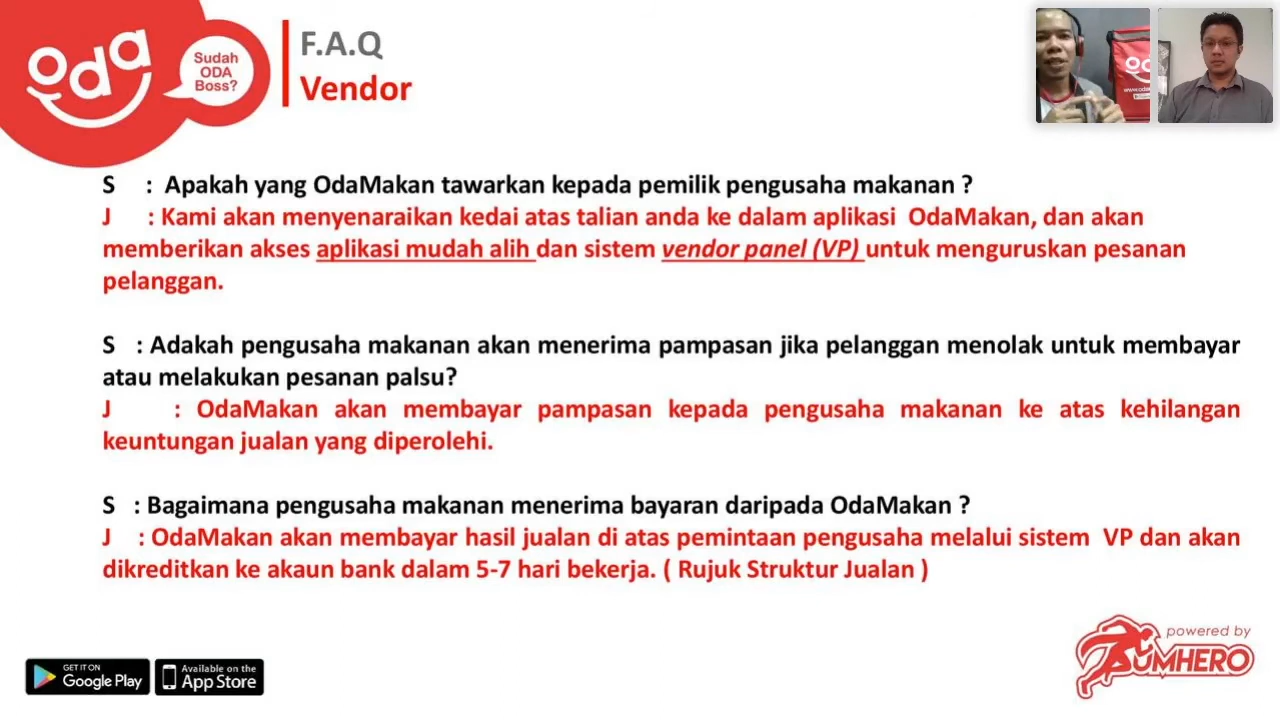 oda
Sudah
ODA
Boss?
F.A.Q
Vendor
S : Apakah yang OdaMakan tawarkan kepada pemilik pengusaha makanan ?
J : Kami akan menyenaraikan kedai atas talian anda ke dalam aplikasi OdaMakan, dan akan
memberikan akses aplikasi mudah alih dan sistem vendor panel (VP) untuk menguruskan pesanan
pelanggan.
S : Adakah pengusaha makanan akan menerima pampasan jika pelanggan menolak untuk membayar
atau melakukan pesanan palsu?
J : OdaMakan akan membayar pampasan kepada pengusaha makanan ke atas kehilangan
keuntungan jualan yang diperolehi.
S : Bagaimana pengusaha makanan menerima bayaran daripada OdaMakan ?
J : OdaMakan akan membayar hasil jualan di atas pemintaan pengusaha melalui sistem VP dan akan
dikreditkan ke akaun bank dalam 5-7 hari bekerja. ( Rujuk Struktur Jualan )
GET IT ON
Google Play
Available on the
App Store
powered by
RUMHERO